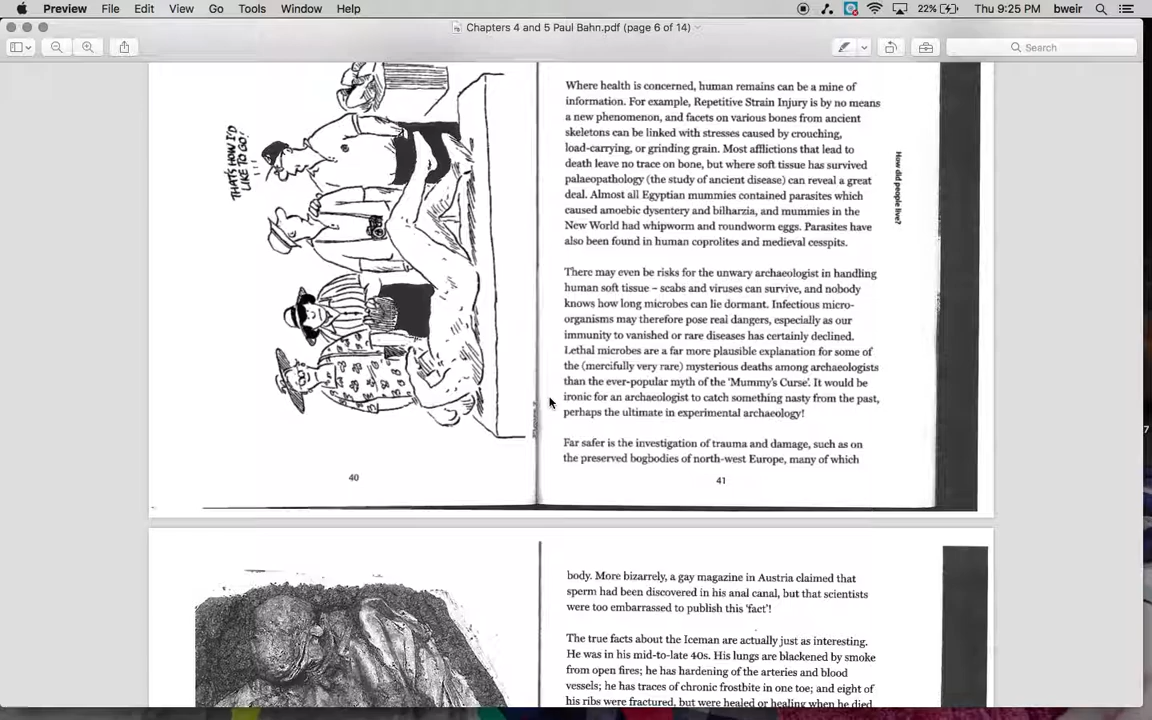 Preview File Edit View Go Tools Window Help
22% Thu 9:25 PM bweir
Chapters 4 and 5 Paul Bahn.pdf (page 6 of 14)
Search
THAT'S HOW I'D
LIKE TO GO!
40
Where health is concerned, human remains can be a mine of
information. For example, Repetitive Strain Injury is by no means
a new phenomenon, and facets on various bones from ancient
skeletons can be linked with stresses caused by crouching,
load-carrying, or grinding grain. Most afflictions that lead to
death leave no trace on bone, but where soft tissue has survived
palaeopathology (the study of ancient disease) can reveal a great
deal. Almost all Egyptian mummies contained parasites which
caused amoebic dysentery and bilharzia, and mummies in the
New World had whipworm and roundworm eggs. Parasites have
also been found in human coprolites and medieval cesspits.
There may even be risks for the unwary archaeologist in handling
human soft tissue – scabs and viruses can survive, and nobody
knows how long microbes can lie dormant. Infectious micro-
organisms may therefore pose real dangers, especially as our
immunity to vanished or rare diseases has certainly declined.
Lethal microbes are a far more plausible explanation for some of
the (mercifully very rare) mysterious deaths among archaeologists
than the ever-popular myth of the 'Mummy's Curse'. It would be
ironic for an archaeologist to catch something nasty from the past,
perhaps the ultimate in experimental archaeology!
Far safer is the investigation of trauma and damage, such as on
the preserved bogbodies of north-west Europe, many of which
How did people live?
41
body. More bizarrely, a gay magazine in Austria claimed that
sperm had been discovered in his anal canal, but that scientists
were too embarrassed to publish this 'fact'!
The true facts about the Iceman are actually just as interesting.
He was in his mid-to-late 40s. His lungs are blackened by smoke
from open fires; he has hardening of the arteries and blood
vessels; he has traces of chronic frostbite in one toe; and eight of
his ribs were fractured, but were healed or healing when he died
7